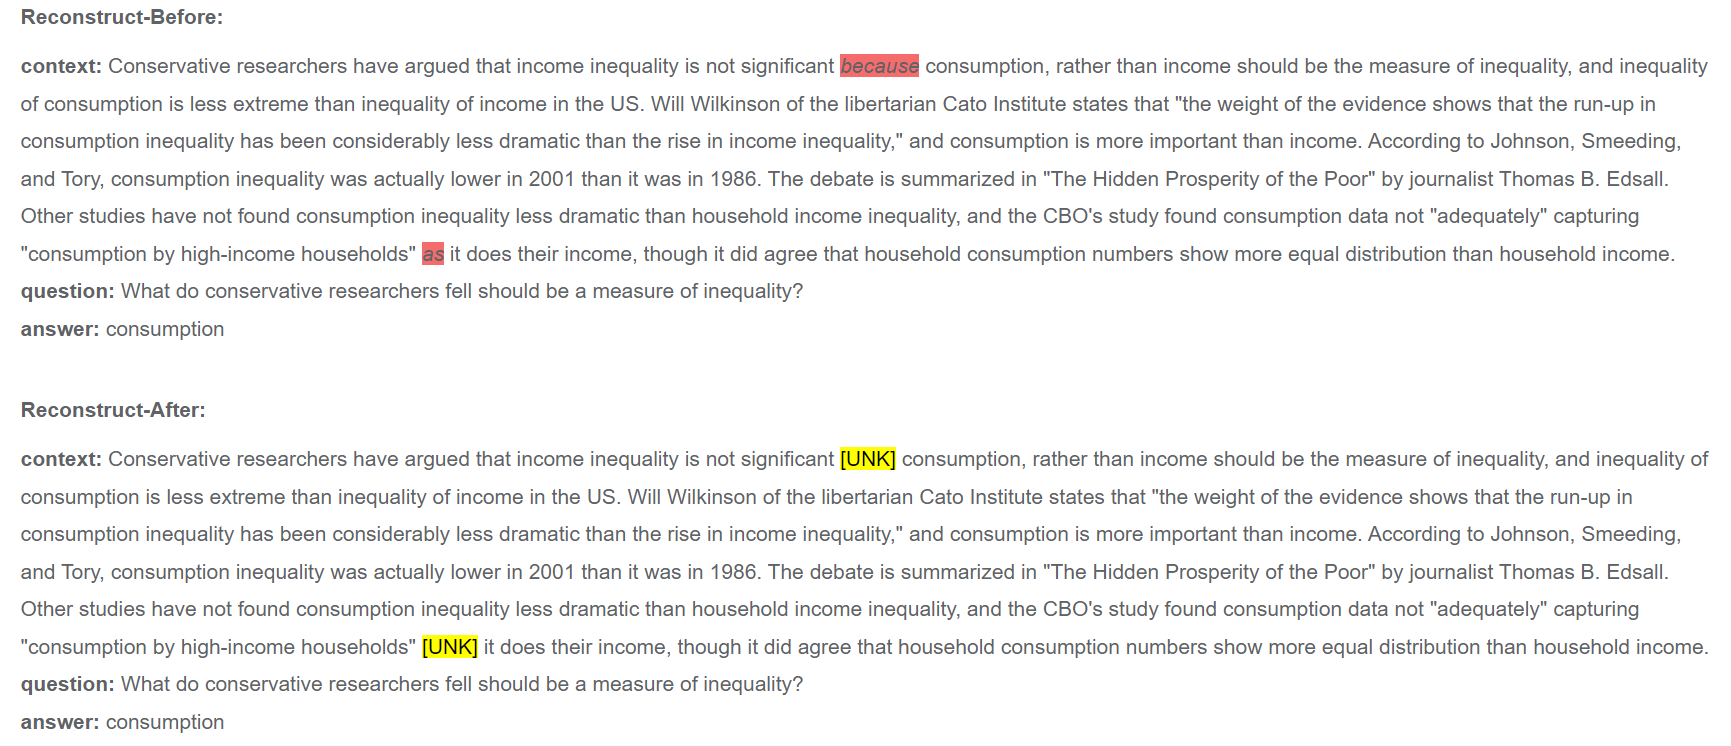 Reconstruct-Before:
context: Conservative researchers have argued that income inequality is not significant because consumption, rather than income should be the measure of inequality, and inequality
of consumption is less extreme than inequality of income in the US. Will Wilkinson of the libertarian Cato Institute states that "the weight of the evidence shows that the run-up in
consumption inequality has been considerably less dramatic than the rise in income inequality," and consumption is more important than income. According to Johnson, Smeeding,
and Tory, consumption inequality was actually lower in 2001 than it was in 1986. The debate is summarized in "The Hidden Prosperity of the Poor" by journalist Thomas B. Edsall.
Other studies have not found consumption inequality less dramatic than household income inequality, and the CBO's study found consumption data not "adequately" capturing
"consumption by high-income households" as it does their income, though it did agree that household consumption numbers show more equal distribution than household income.
question: What do conservative researchers fell should be a measure of inequality?
answer: consumption
Reconstruct-After:
context: Conservative researchers have argued that income inequality is not significant [UNK] consumption, rather than income should be the measure of inequality, and inequality of
consumption is less extreme than inequality of income in the US. Will Wilkinson of the libertarian Cato Institute states that "the weight of the evidence shows that the run-up in
consumption inequality has been considerably less dramatic than the rise in income inequality," and consumption is more important than income. According to Johnson, Smeeding,
and Tory, consumption inequality was actually lower in 2001 than it was in 1986. The debate is summarized in "The Hidden Prosperity of the Poor" by journalist Thomas B. Edsall.
Other studies have not found consumption inequality less dramatic than household income inequality, and the CBO's study found consumption data not "adequately" capturing
"consumption by high-income households" [UNK] it does their income, though it did agree that household consumption numbers show more equal distribution than household income.
question: What do conservative researchers fell should be a measure of inequality?
answer: consumption